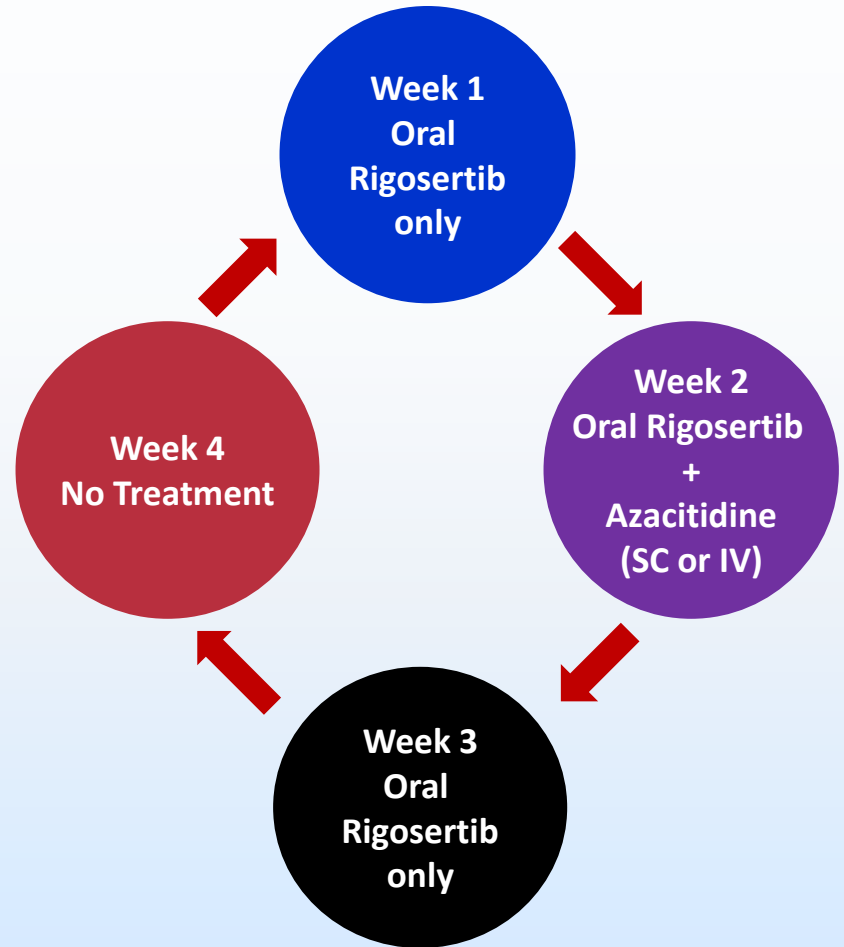 Week 1
Oral
Rigosertib
only
Week 2
Oral Rigosertib
+
Azacitidine
(SC or IV)
Week 3
Oral
Rigosertib
only
Week 4
No Treatment